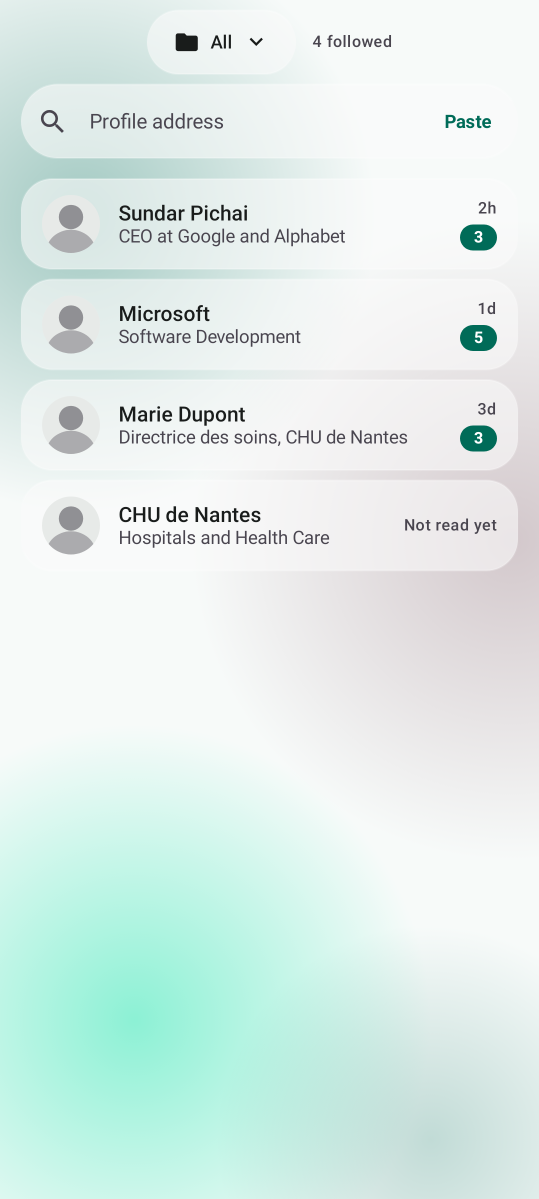 All
4 followed
Profile address
Paste
Sundar Pichai
2h
CEO at Google and Alphabet
3
Microsoft
1d
Software Development
5
Marie Dupont
3d
Directrice des soins, CHU de Nantes
3
CHU de Nantes
Not read yet
Hospitals and Health Care